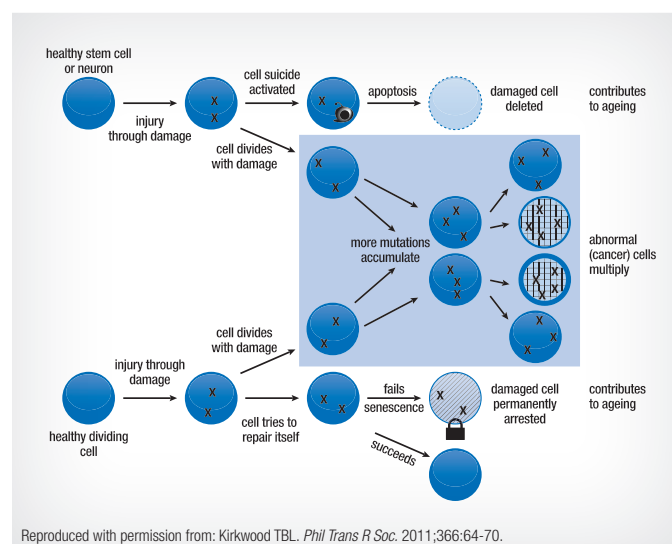 healthy stem cell
or neuron
injury
through damage
cell suicide
activated
apoptosis
damaged cell
deleted
contributes
to ageing
cell divides
with damage
more mutations
accumulate
abnormal
(cancer) cells
multiply
cell divides
with damage
injury through
damage
healthy dividing
cell
cell tries to
repair itself
fails
senescence
succeeds
damaged cell
permanently
arrested
contributes
to ageing
Reproduced with permission from: Kirkwood TBL. Phil Trans R Soc. 2011;366:64-70.